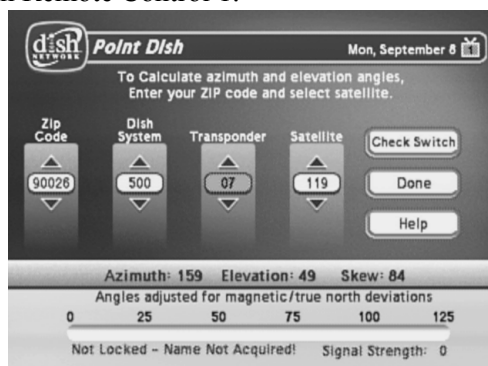 dish
NETWORK
Point Dish
Mon, September 8
1
To Calculate azimuth and elevation angles,
Enter your ZIP code and select satellite.
Zip Code
Dish System
Transponder
Satellite
90026
500
07
119
Check Switch
Done
Help
Azimuth: 159 Elevation: 49 Skew: 84
Angles adjusted for magnetic/true north deviations
0 25 50 75 100 125
Not Locked - Name Not Acquired! Signal Strength: 0